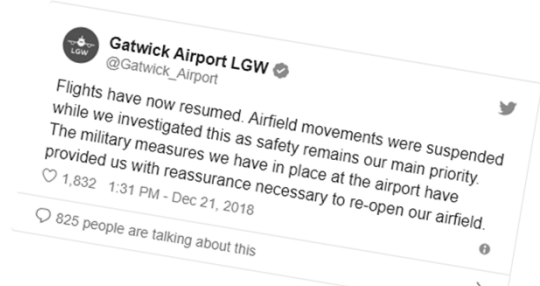 LGW
Gatwick Airport LGW
@Gatwick_Airport
Flights have now resumed. Airfield movements were suspended
while we investigated this as safety remains our main priority.
The military measures we have in place at the airport have
provided us with reassurance necessary to re-open our airfield.
1,832 1:31 PM - Dec 21, 2018
825 people are talking about this